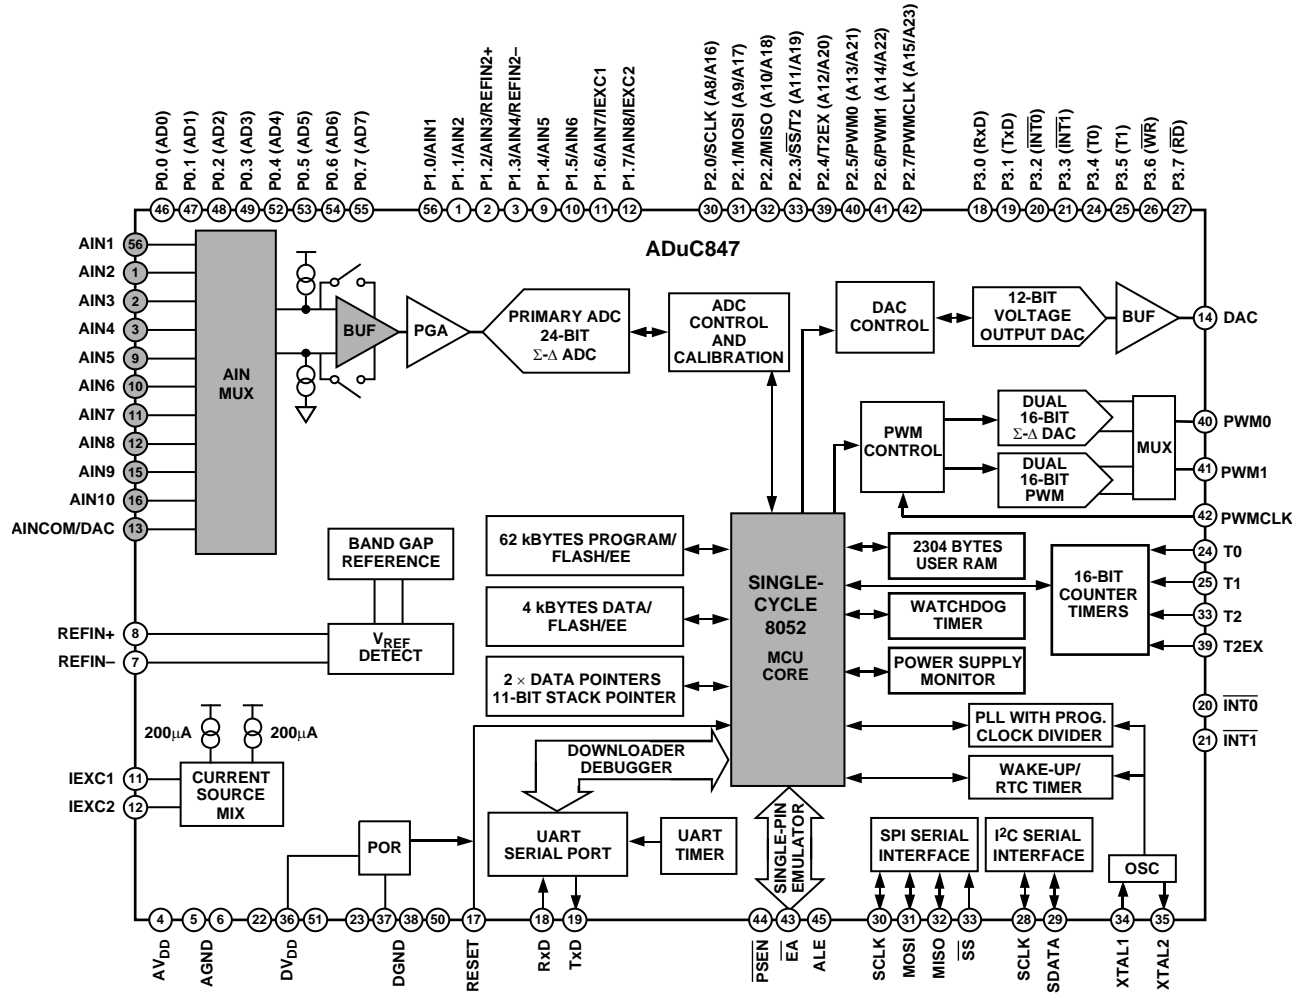 P0.0 (AD0)
P0.1 (AD1)
P0.2 (AD2)
P0.3 (AD3)
P0.4 (AD4)
P0.5 (AD5)
P0.6 (AD6)
P0.7 (AD7)
P1.0/AIN1
P1.1/AIN2
P1.2/AIN3/REFIN2+
P1.3/AIN4/REFIN2–
P1.4/AIN5
P1.5/AIN6
P1.6/AIN7/IEXC1
P1.7/AIN8/IEXC2
P2.0/SCLK (A8/A16)
P2.1/MOSI (A9/A17)
P2.2/MISO (A10/A18)
P2.3/SS/T2 (A11/A19)
P2.4/T2EX (A12/A20)
P2.5/PWM0 (A13/A21)
P2.6/PWM1 (A14/A22)
P2.7/PWMCLK (A15/A23)
P3.0 (RxD)
P3.1 (TxD)
P3.2 (INT0)
P3.3 (INT1)
P3.4 (T0)
P3.5 (T1)
P3.6 (WR)
P3.7 (RD)
46 47 48 49 52 53 54 55
56 1 2 3 9 10 11 12
30 31 32 33 39 40 41 42
18 19 20 21 24 25 26 27
ADuC847
AIN1 56
AIN2 1
AIN3 2
AIN4 3
AIN5 9
AIN6 10
AIN7 11
AIN8 12
AIN9 15
AIN10 16
AINCOM/DAC 13
AIN
MUX
BUF
PGA
PRIMARY ADC
24-BIT
Σ-Δ ADC
ADC
CONTROL
AND
CALIBRATION
DAC
CONTROL
12-BIT
VOLTAGE
OUTPUT DAC
BUF
14 DAC
PWM
CONTROL
DUAL
16-BIT
Σ-Δ DAC
DUAL
16-BIT
PWM
MUX
40 PWM0
41 PWM1
42 PWMCLK
BAND GAP
REFERENCE
VREF
DETECT
REFIN+ 8
REFIN– 7
62 kBYTES PROGRAM/
FLASH/EE
4 kBYTES DATA/
FLASH/EE
2 × DATA POINTERS
11-BIT STACK POINTER
SINGLE-
CYCLE
8052
MCU
CORE
2304 BYTES
USER RAM
WATCHDOG
TIMER
POWER SUPPLY
MONITOR
16-BIT
COUNTER
TIMERS
24 T0
25 T1
33 T2
39 T2EX
20 INT0
21 INT1
PLL WITH PROG.
CLOCK DIVIDER
WAKE-UP/
RTC TIMER
200μA
200μA
IEXC1 11
IEXC2 12
CURRENT
SOURCE
MIX
DOWNLOADER
DEBUGGER
POR
UART
SERIAL PORT
UART
TIMER
SINGLE-PIN
EMULATOR
SPI SERIAL
INTERFACE
I2C SERIAL
INTERFACE
OSC
4 5 6 22 36 51 23 37 38 50 17 18 19 44 43 45 30 31 32 33 28 29 34 35
AVDD
AGND
DVDD
DGND
RESET
RxD
TxD
PSEN
EA
ALE
SCLK
MOSI
MISO
SS
SCLK
SDATA
XTAL1
XTAL2